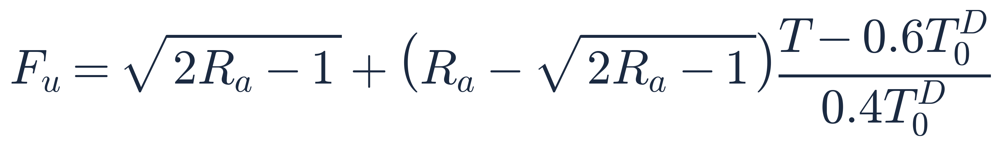 F_u = \sqrt{2R_a - 1} + \left(R_a - \sqrt{2R_a - 1}\right) \frac{T - 0.6T_0^D}{0.4T_0^D}